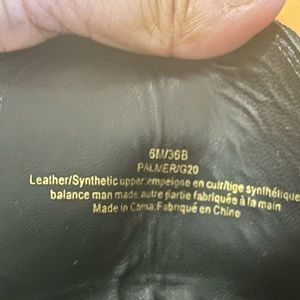 6M/36B
PALMER/G20
Leather/Synthetic upper:empeigne en cuir/tige synthétique
balance man made:autre partie fabriquée à la main
Made in China:Fabriqué en Chine